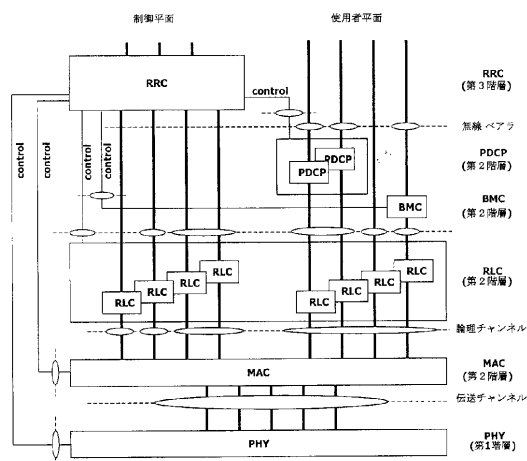 制御平面
使用者平面
RRC
control
RRC
(第3階層)
無線 ベアラ
control
control
control
control
PDCP
PDCP
PDCP
(第2階層)
BMC
BMC
(第2階層)
RLC
RLC
RLC
RLC
RLC
RLC
RLC
RLC
RLC
(第2階層)
論理チャンネル
MAC
MAC
(第2階層)
伝送チャンネル
PHY
PHY
(第1階層)